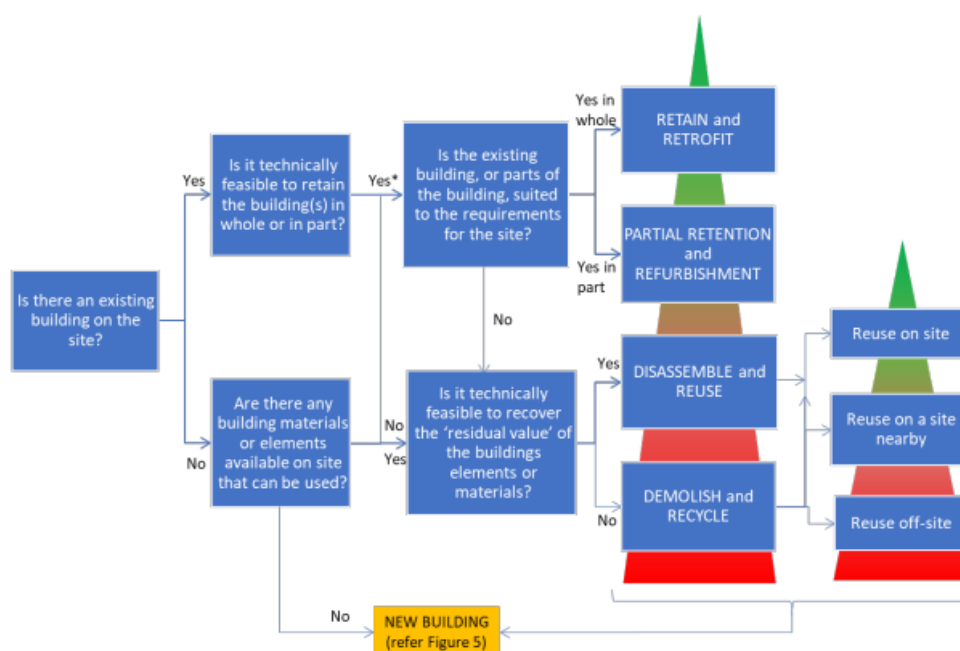 Is there an existing
building on the
site?
Yes
No
Is it technically
feasible to retain
the building(s) in
whole or in part?
Are there any
building materials
or elements
available on site
that can be used?
Yes*
No
Yes
No
Is the existing
building, or parts of
the building, suited
to the requirements
for the site?
No
Is it technically
feasible to recover
the ‘residual value’ of
the buildings
elements or
materials?
Yes in
whole
Yes in
part
Yes
No
RETAIN and
RETROFIT
PARTIAL RETENTION
and
REFURBISHMENT
DISASSEMBLE and
REUSE
DEMOLISH and
RECYCLE
Reuse on site
Reuse on a site
nearby
Reuse off-site
NEW BUILDING
(refer Figure 5)